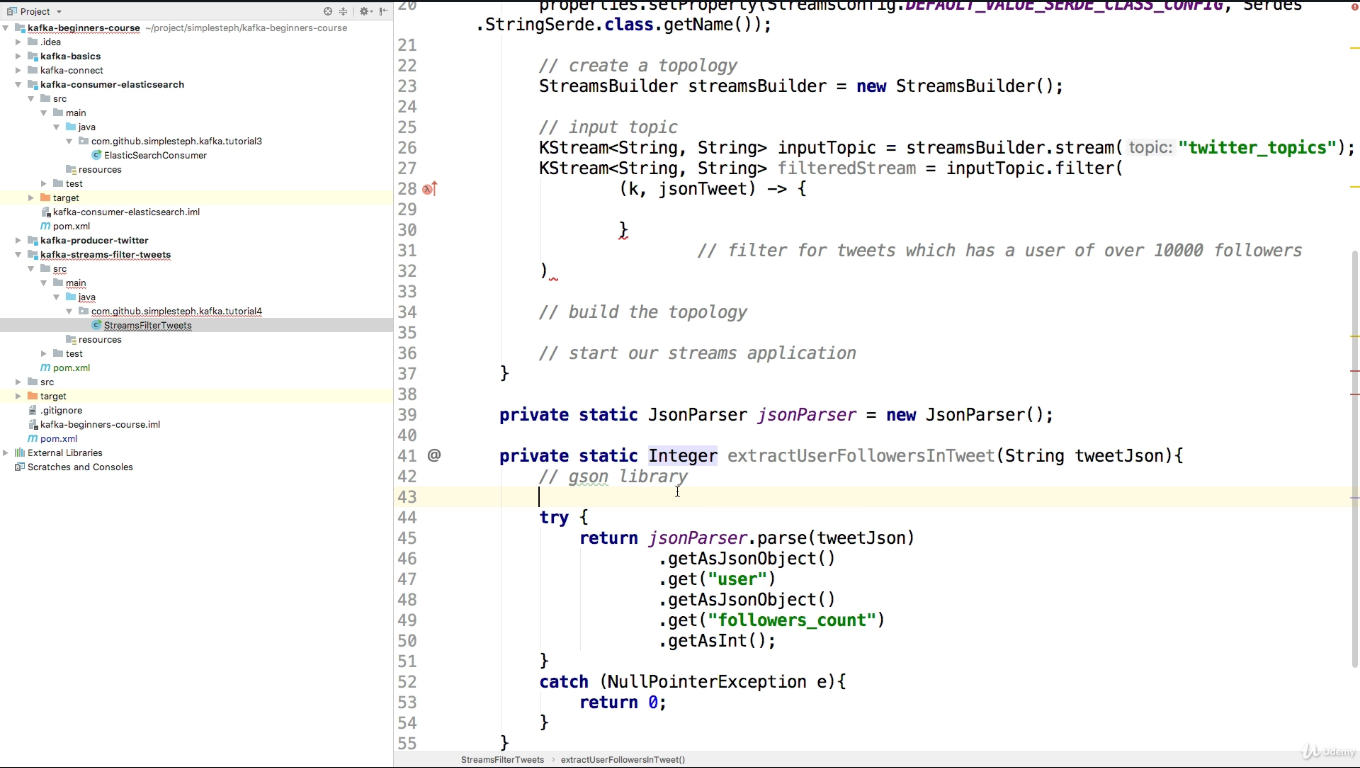 Project
kafka-beginners-course ~/project/simplesteph/kafka-beginners-course
.idea
kafka-basics
kafka-connect
kafka-consumer-elasticsearch
src
main
java
com.github.simplesteph.kafka.tutorial3
ElasticSearchConsumer
resources
test
target
kafka-consumer-elasticsearch.iml
pom.xml
kafka-producer-twitter
kafka-streams-filter-tweets
src
main
java
com.github.simplesteph.kafka.tutorial4
StreamsFilterTweets
resources
test
pom.xml
src
target
.gitignore
kafka-beginners-course.iml
pom.xml
External Libraries
Scratches and Consoles
20 properties.setProperty(StreamsConfig.DEFAULT_VALUE_SERDE_CLASS_CONFIG, Serdes
.StringSerde.class.getName());
21
22 // create a topology
23 StreamsBuilder streamsBuilder = new StreamsBuilder();
24
25 // input topic
26 KStream<String, String> inputTopic = streamsBuilder.stream( topic: "twitter_topics");
27 KStream<String, String> filteredStream = inputTopic.filter(
28 (k, jsonTweet) -> {
29
30 }
31 // filter for tweets which has a user of over 10000 followers
32 )
33
34 // build the topology
35
36 // start our streams application
37 }
38
39 private static JsonParser jsonParser = new JsonParser();
40
41 @ private static Integer extractUserFollowersInTweet(String tweetJson){
42 // gson library
43
44 try {
45 return jsonParser.parse(tweetJson)
46 .getAsJsonObject()
47 .get("user")
48 .getAsJsonObject()
49 .get("followers_count")
50 .getAsInt();
51 }
52 catch (NullPointerException e){
53 return 0;
54 }
55 }
StreamsFilterTweets › extractUserFollowersInTweet()
Udemy